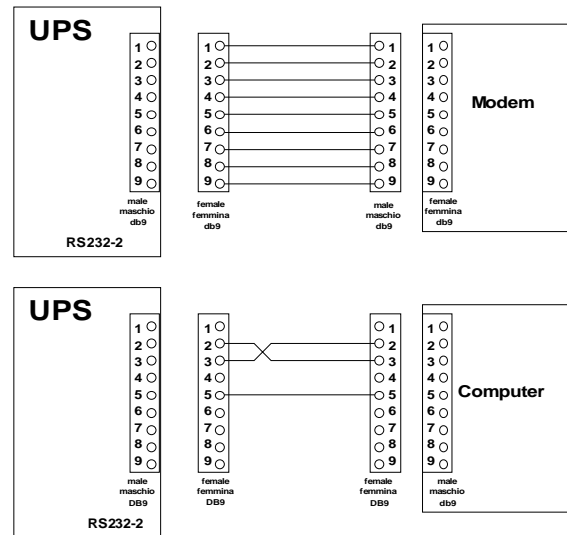 UPS
1 1 1 1
2 2 2 2
3 3 3 3
4 4 4 4
5 5 5 5
6 6 6 6
7 7 7 7
8 8 8 8
9 9 9 9
Modem
male
maschio
db9
female
femmina
db9
male
maschio
db9
female
femmina
db9
RS232-2
UPS
1 1 1 1
2 2 2 2
3 3 3 3
4 4 4 4
5 5 5 5
6 6 6 6
7 7 7 7
8 8 8 8
9 9 9 9
Computer
male
maschio
DB9
female
femmina
DB9
female
femmina
DB9
male
maschio
db9
RS232-2